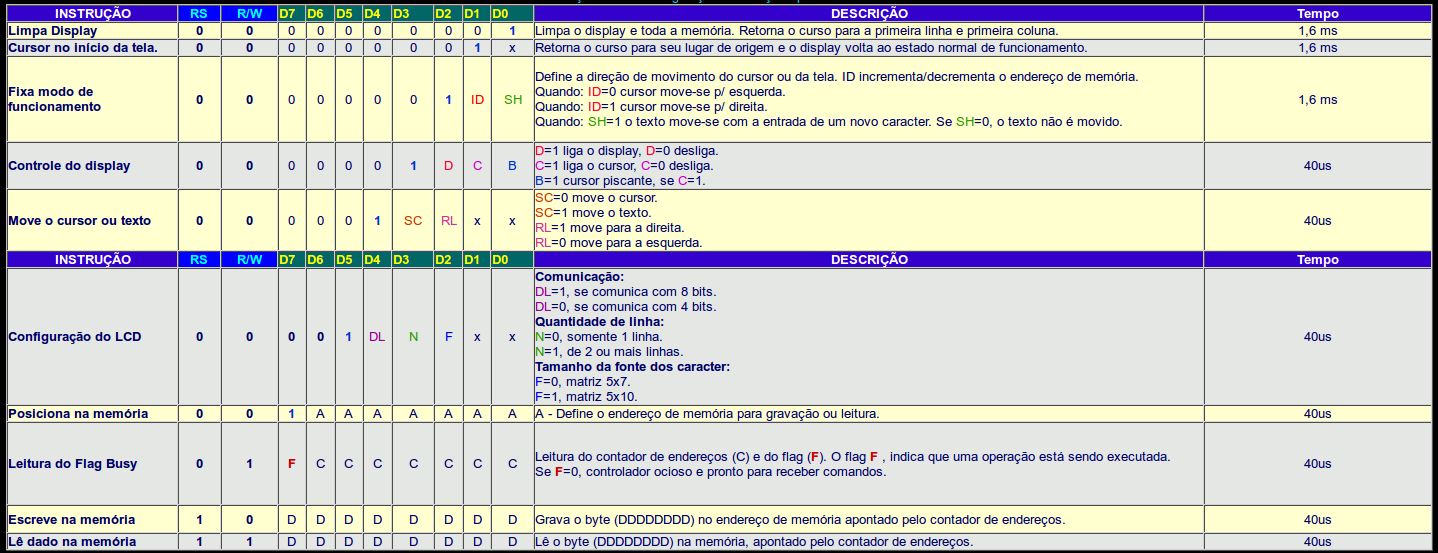 INSTRUÇÃO RS R/W D7 D6 D5 D4 D3 D2 D1 D0 DESCRIÇÃO Tempo
Limpa Display 0 0 0 0 0 0 0 0 0 1 Limpa o display e toda a memória. Retorna o curso para a primeira linha e primeira coluna. 1,6 ms
Cursor no início da tela. 0 0 0 0 0 0 0 0 1 x Retorna o curso para seu lugar de origem e o display volta ao estado normal de funcionamento. 1,6 ms
Fixa modo de
funcionamento 0 0 0 0 0 0 0 1 ID SH
Define a direção de movimento do cursor ou da tela. ID incrementa/decrementa o endereço de memória.
Quando: ID=0 cursor move-se p/ esquerda.
Quando: ID=1 cursor move-se p/ direita.
Quando: SH=1 o texto move-se com a entrada de um novo caracter. Se SH=0, o texto não é movido.
1,6 ms
Controle do display 0 0 0 0 0 0 1 D C B
D=1 liga o display, D=0 desliga.
C=1 liga o cursor, C=0 desliga.
B=1 cursor piscante, se C=1.
40us
Move o cursor ou texto 0 0 0 0 0 1 SC RL x x
SC=0 move o cursor.
SC=1 move o texto.
RL=1 move para a direita.
RL=0 move para a esquerda.
40us
INSTRUÇÃO RS R/W D7 D6 D5 D4 D3 D2 D1 D0 DESCRIÇÃO Tempo
Configuração do LCD 0 0 0 0 1 DL N F x x
Comunicação:
DL=1, se comunica com 8 bits.
DL=0, se comunica com 4 bits.
Quantidade de linha:
N=0, somente 1 linha.
N=1, de 2 ou mais linhas.
Tamanho da fonte dos caracter:
F=0, matriz 5x7.
F=1, matriz 5x10.
40us
Posiciona na memória 0 0 1 A A A A A A A A - Define o endereço de memória para gravação ou leitura. 40us
Leitura do Flag Busy 0 1 F C C C C C C C
Leitura do contador de endereços (C) e do flag (F). O flag F , indica que uma operação está sendo executada.
Se F=0, controlador ocioso e pronto para receber comandos.
40us
Escreve na memória 1 0 D D D D D D D D Grava o byte (DDDDDDDD) no endereço de memória apontado pelo contador de endereços. 40us
Lê dado na memória 1 1 D D D D D D D D Lê o byte (DDDDDDDD) na memória, apontado pelo contador de endereços. 40us